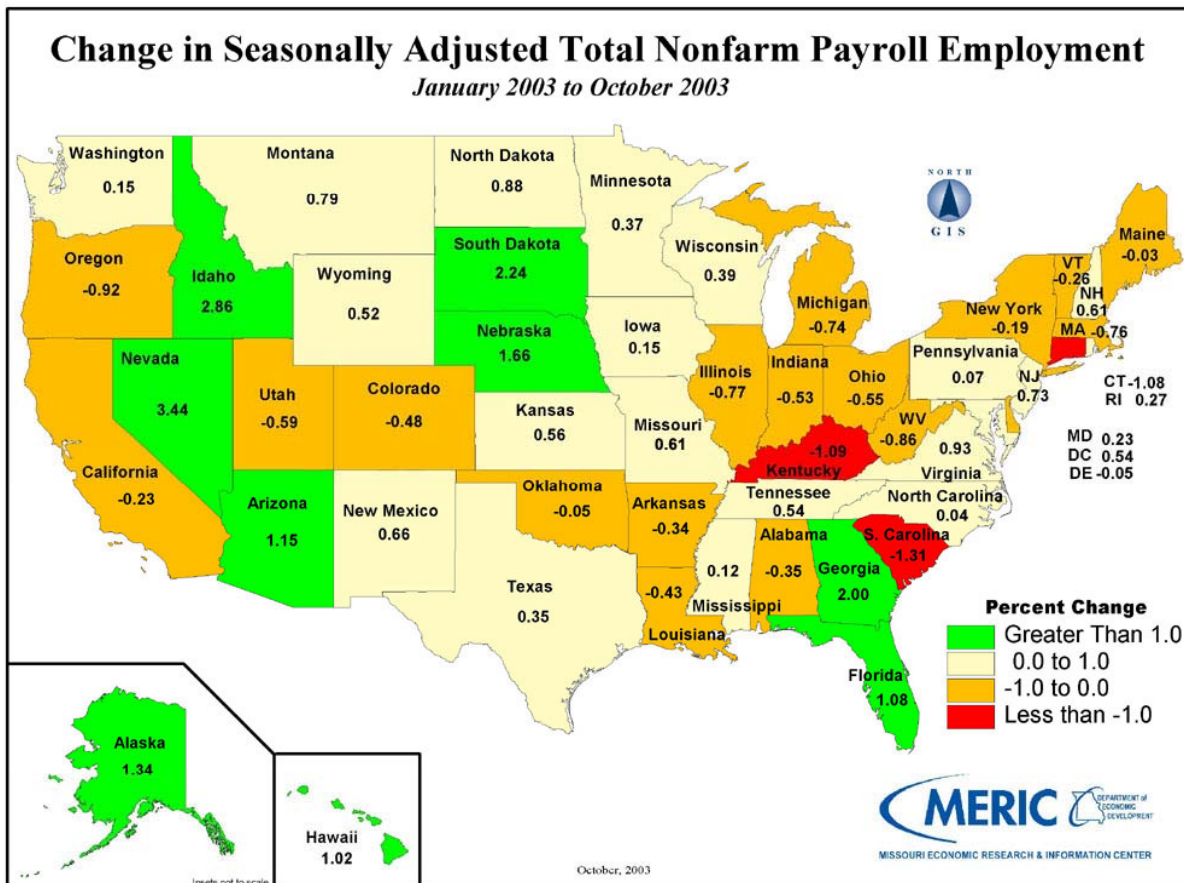 Change in Seasonally Adjusted Total Nonfarm Payroll Employment
January 2003 to October 2003
NORTH
GIS
Washington
0.15
Montana
0.79
North Dakota
0.88
Minnesota
0.37
Wisconsin
0.39
Maine
-0.03
VT
-0.26
NH
0.61
Oregon
-0.92
Idaho
2.86
Wyoming
0.52
South Dakota
2.24
Michigan
-0.74
New York
-0.19
MA -0.76
Nevada
3.44
Utah
-0.59
Colorado
-0.48
Nebraska
1.66
Iowa
0.15
Illinois
-0.77
Indiana
-0.53
Ohio
-0.55
Pennsylvania
0.07
NJ
0.73
CT -1.08
RI 0.27
MD 0.23
DC 0.54
DE -0.05
California
-0.23
Kansas
0.56
Missouri
0.61
-1.09
Kentucky
WV
-0.86
0.93
Virginia
Arizona
1.15
New Mexico
0.66
Oklahoma
-0.05
Arkansas
-0.34
Tennessee
0.54
North Carolina
0.04
S. Carolina
-1.31
Texas
0.35
-0.43
Louisiana
0.12
Mississippi
Alabama
-0.35
Georgia
2.00
Florida
1.08
Percent Change
Greater Than 1.0
0.0 to 1.0
-1.0 to 0.0
Less than -1.0
Alaska
1.34
Insets not to scale
Hawaii
1.02
October, 2003
MERIC
DEPARTMENT of
ECONOMIC
DEVELOPMENT
MISSOURI ECONOMIC RESEARCH & INFORMATION CENTER